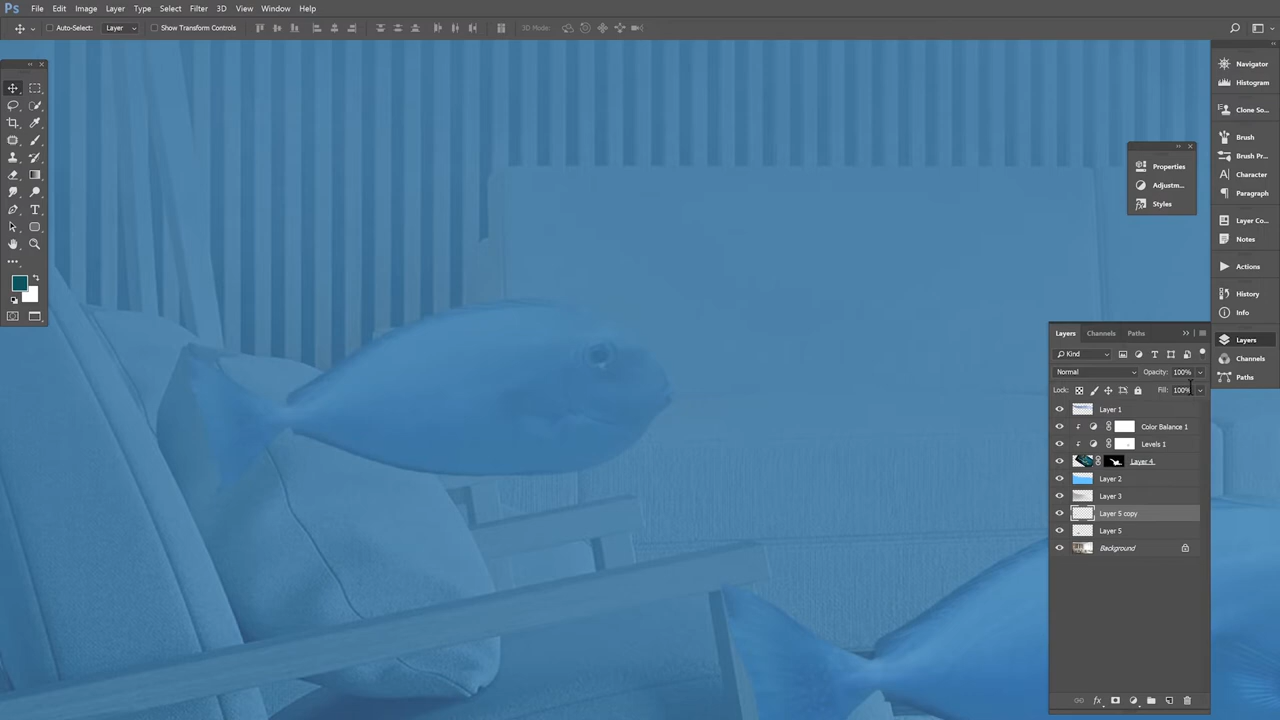 Ps File Edit Image Layer Type Select Filter 3D View Window Help
Auto-Select: Layer Show Transform Controls 3D Mode:
Navigator
Histogram
Clone So...
Brush
Brush Pr...
Character
Paragraph
Layer Co...
Notes
Actions
History
Info
Layers
Channels
Paths
Properties
Adjustm...
Styles
Layers Channels Paths
Kind
Normal Opacity: 100%
Lock: Fill: 100%
Layer 1
Color Balance 1
Levels 1
Layer 4
Layer 2
Layer 3
Layer 5 copy
Layer 5
Background
fx